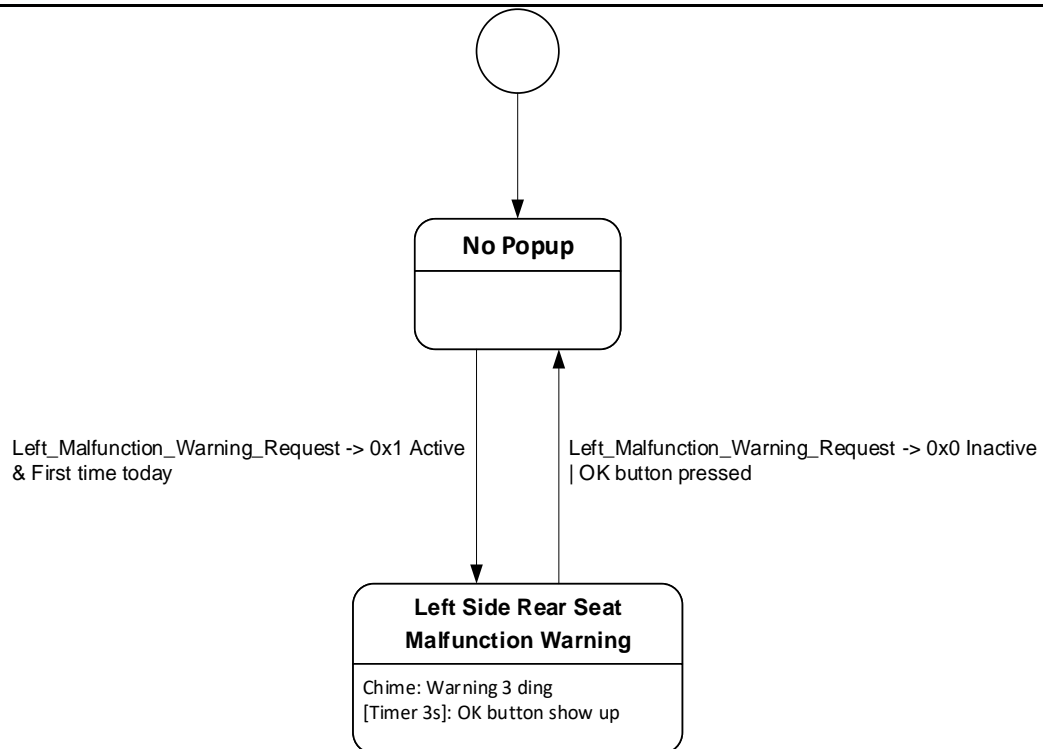 No Popup
Left_Malfunction_Warning_Request -> 0x1 Active
& First time today
Left_Malfunction_Warning_Request -> 0x0 Inactive
| OK button pressed
Left Side Rear Seat
Malfunction Warning
Chime: Warning 3 ding
[Timer 3s]: OK button show up